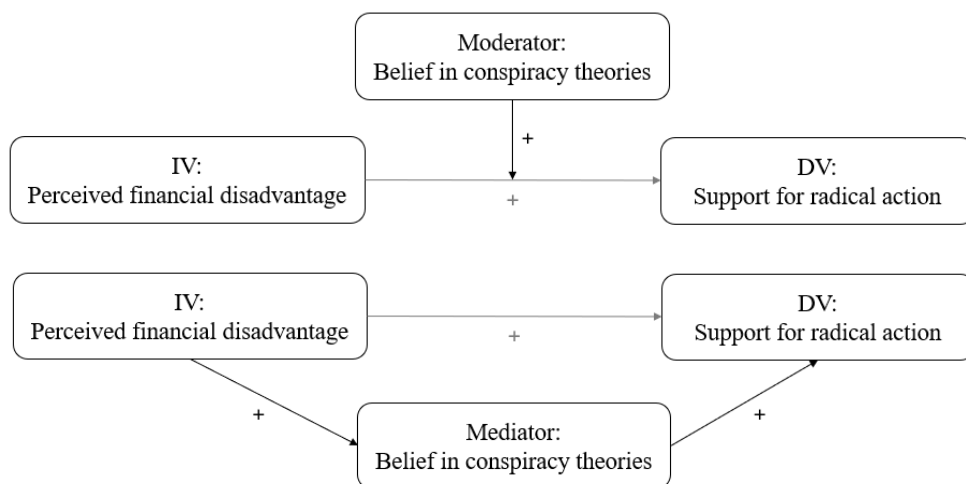 Moderator:
Belief in conspiracy theories
+
IV:
Perceived financial disadvantage
+
DV:
Support for radical action
IV:
Perceived financial disadvantage
+
DV:
Support for radical action
+
Mediator:
Belief in conspiracy theories
+